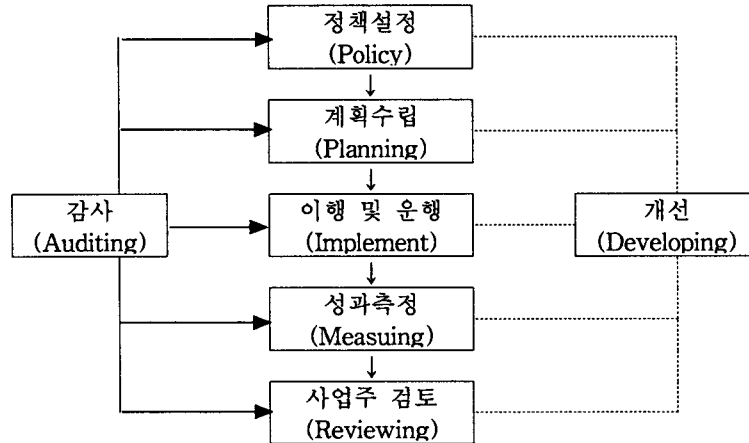 정책설정
(Policy)
계획수립
(Planning)
감사
(Auditing)
이행 및 운행
(Implement)
개선
(Developing)
성과측정
(Measuing)
사업주 검토
(Reviewing)